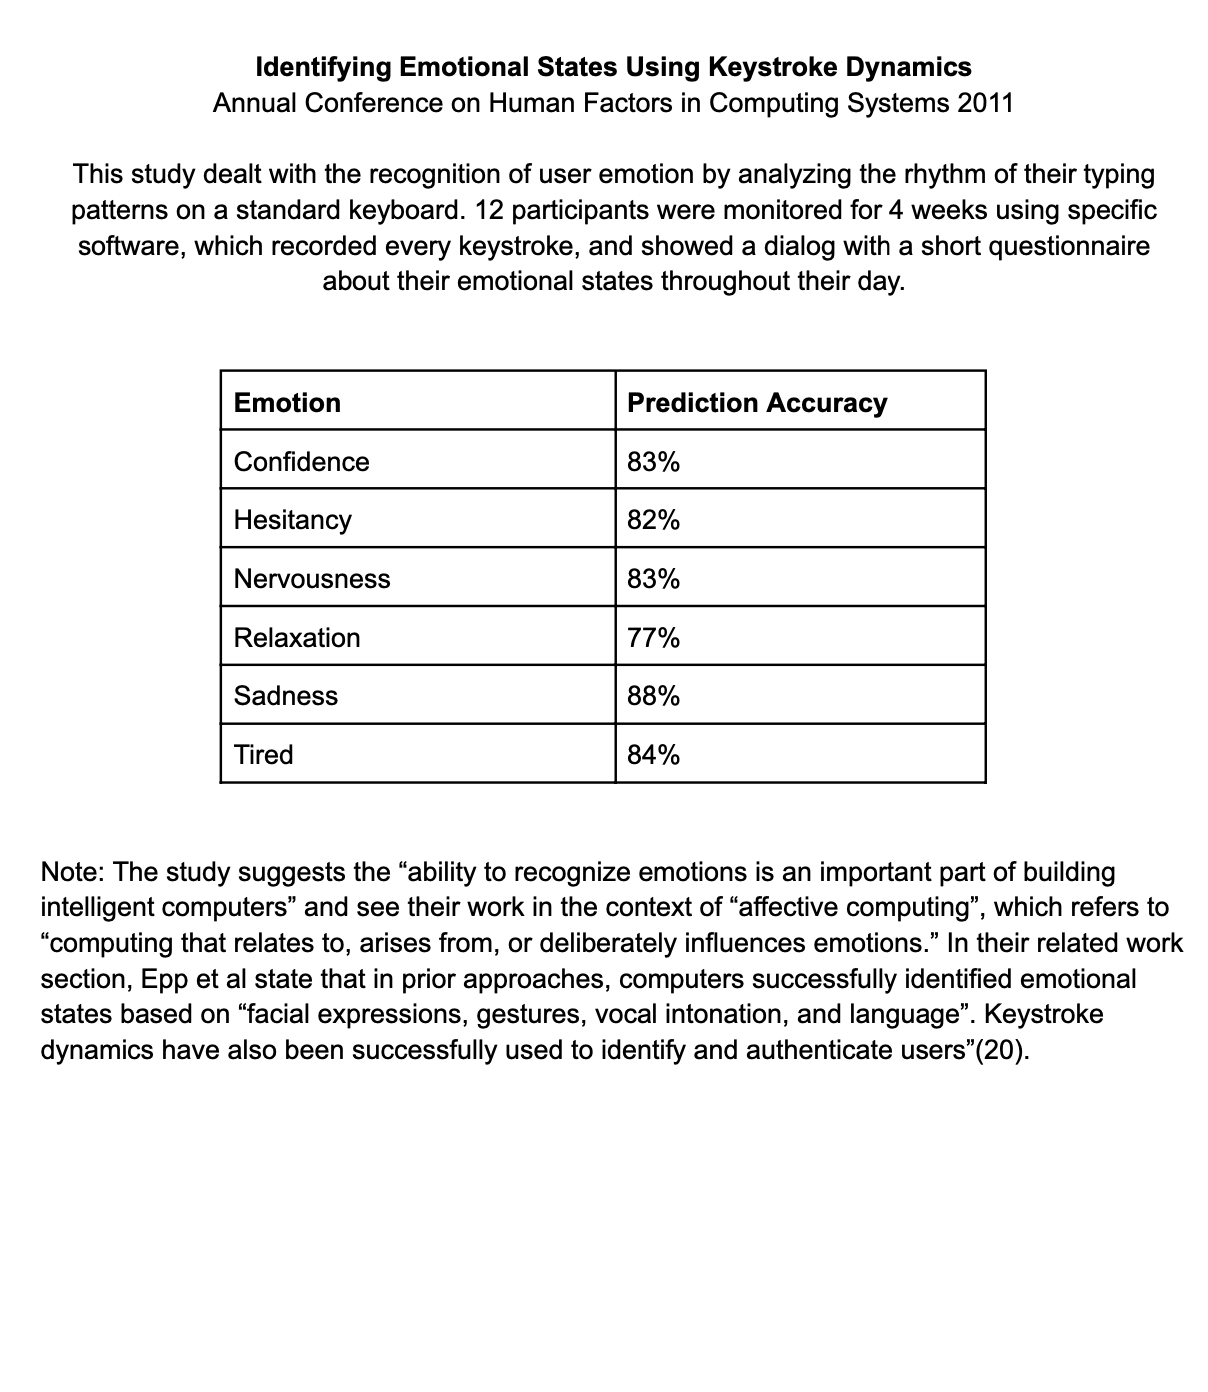 Identifying Emotional States Using Keystroke Dynamics
Annual Conference on Human Factors in Computing Systems 2011
This study dealt with the recognition of user emotion by analyzing the rhythm of their typing
patterns on a standard keyboard. 12 participants were monitored for 4 weeks using specific
software, which recorded every keystroke, and showed a dialog with a short questionnaire
about their emotional states throughout their day.
Emotion Prediction Accuracy
Confidence 83%
Hesitancy 82%
Nervousness 83%
Relaxation 77%
Sadness 88%
Tired 84%
Note: The study suggests the “ability to recognize emotions is an important part of building
intelligent computers” and see their work in the context of “affective computing”, which refers to
“computing that relates to, arises from, or deliberately influences emotions.” In their related work
section, Epp et al state that in prior approaches, computers successfully identified emotional
states based on “facial expressions, gestures, vocal intonation, and language”. Keystroke
dynamics have also been successfully used to identify and authenticate users”(20).